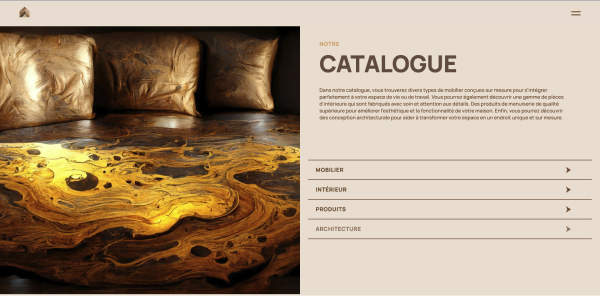 NOTRE
CATALOGUE
Dans notre catalogue, vous trouverez divers types de mobilier conçues sur mesure pour s'intégrer
parfaitement à votre espace de vie ou de travail. Vous pourrez également découvrir une gamme de pièces
d'intérieurs qui sont fabriqués avec soin et attention aux détails. Des produits de menuiserie de qualité
supérieure pour améliorer l'esthétique et la fonctionnalité de votre maison. Enfin, vous pourrez découvrir
des conception architecturale pour aider à transformer votre espace en un endroit unique et sur mesure.
MOBILIER
INTÉRIEUR
PRODUITS
ARCHITECTURE